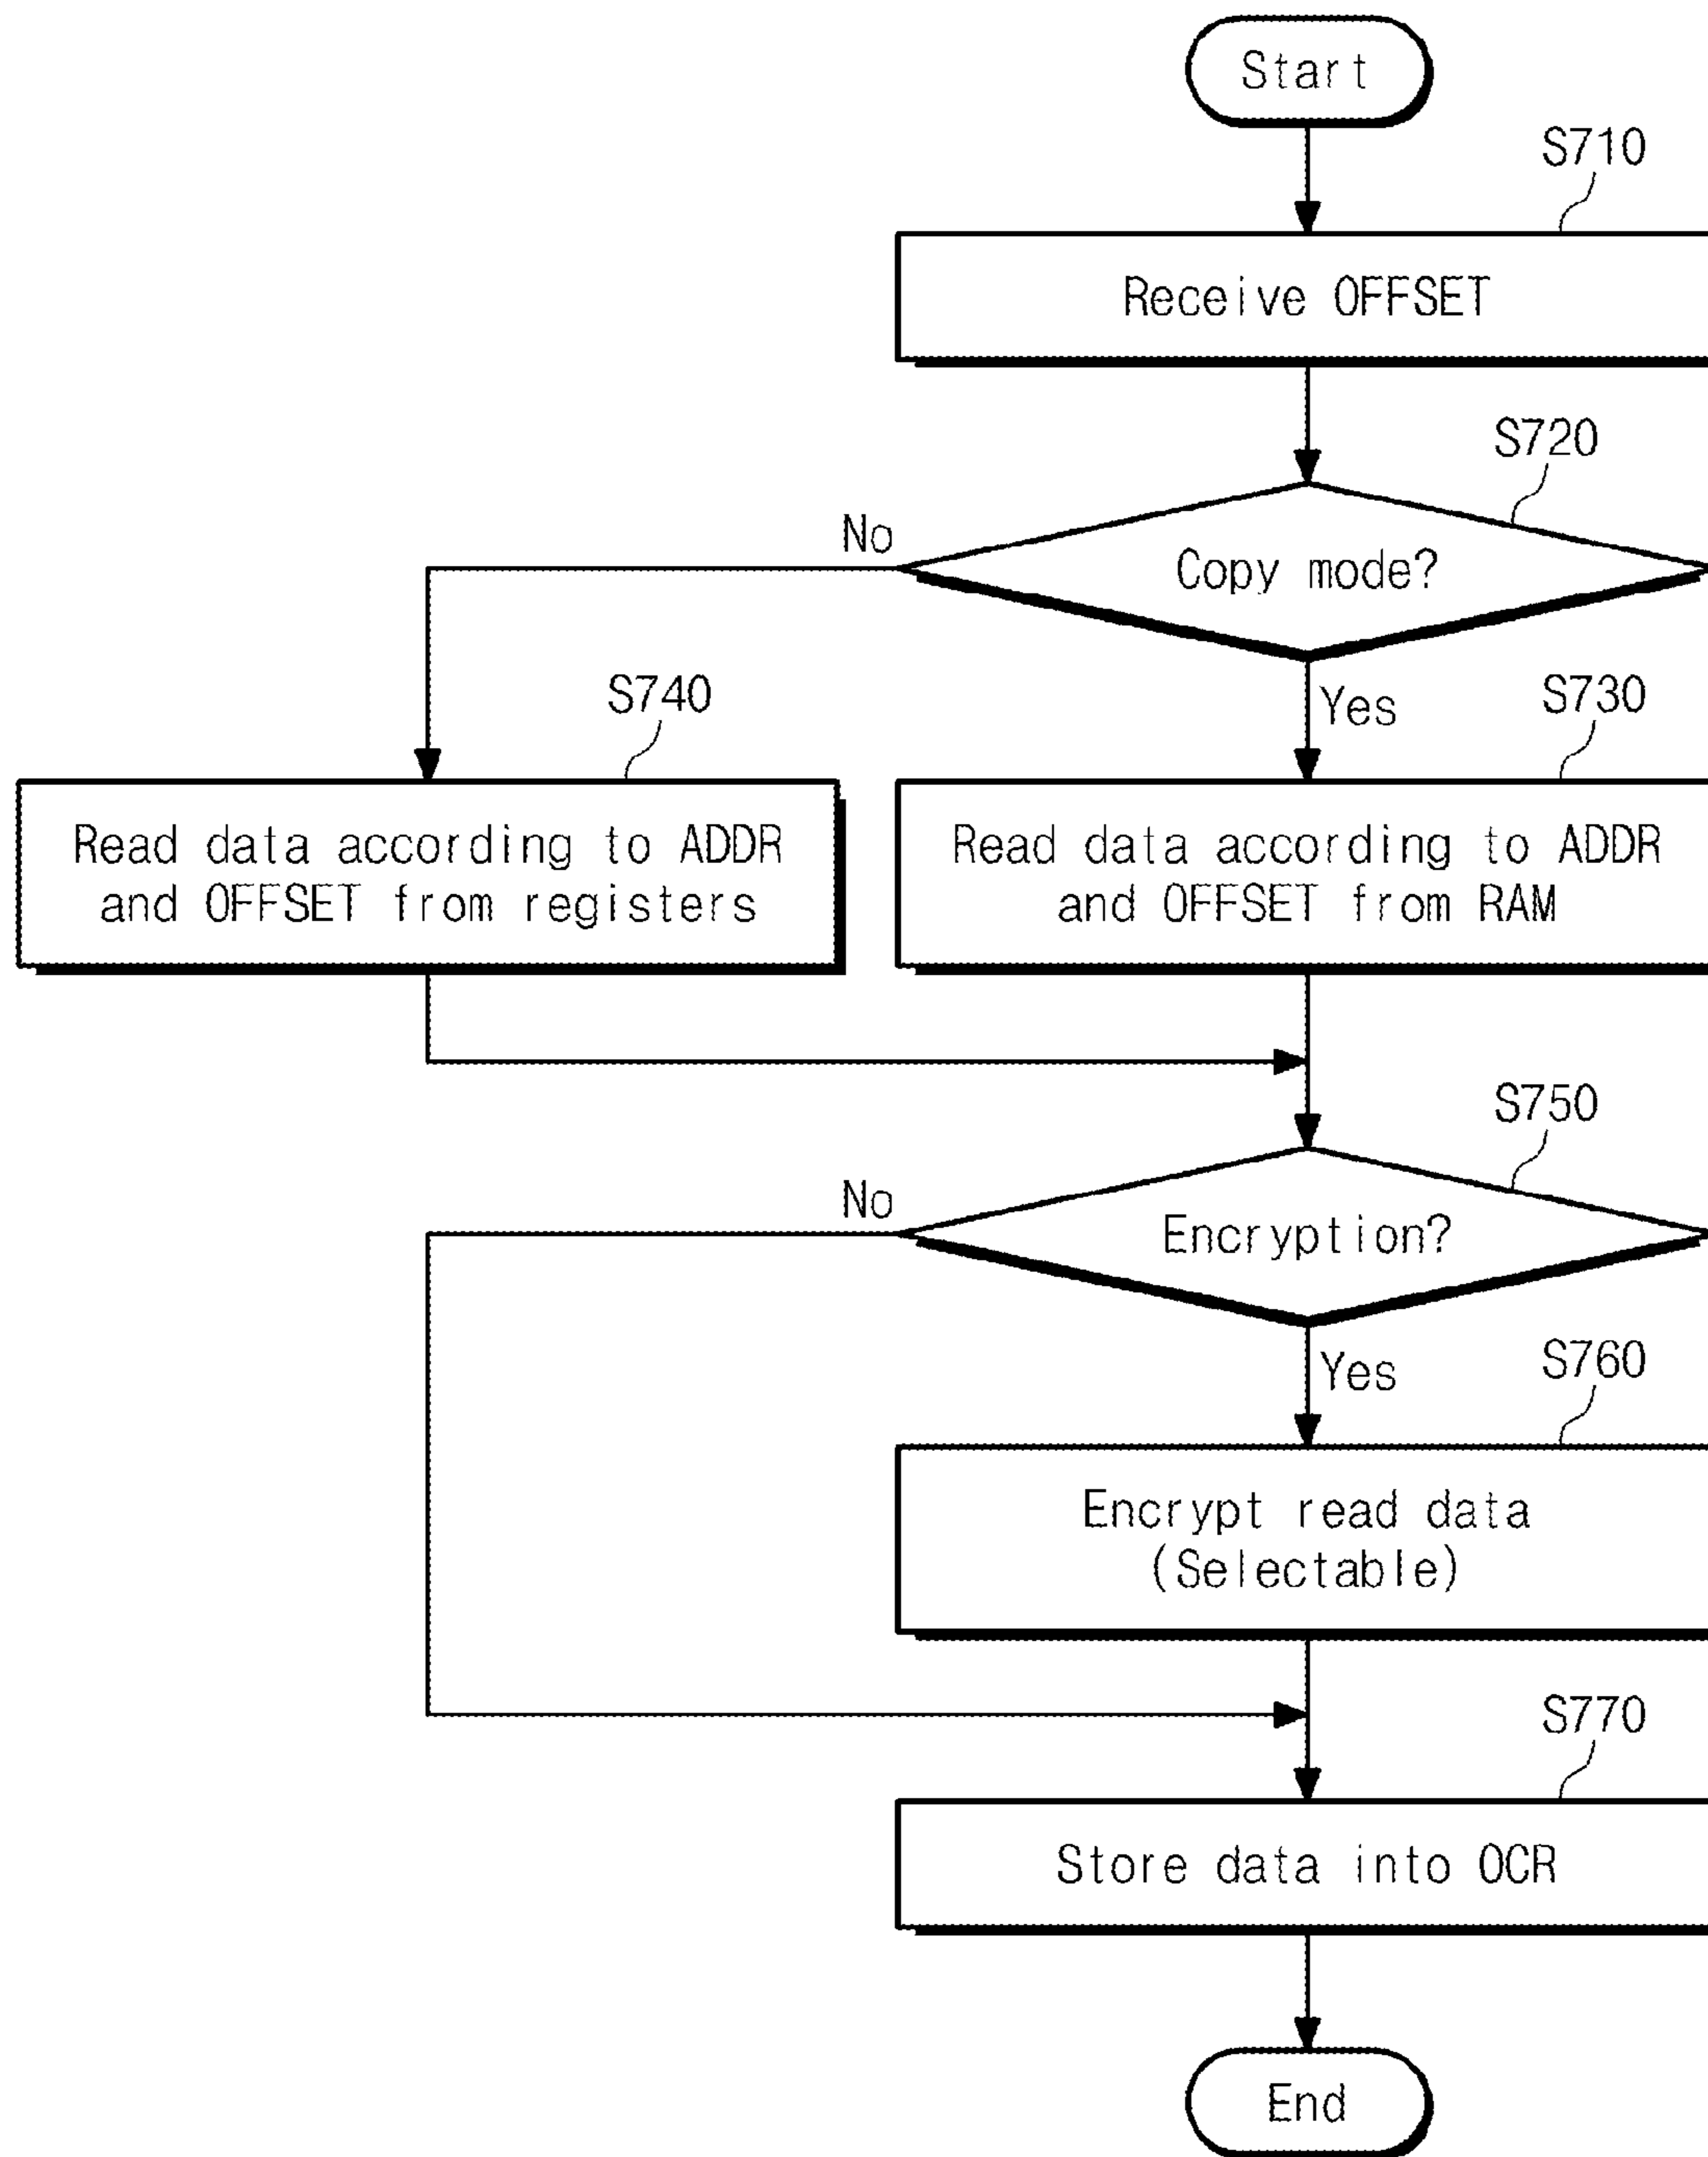 Start
S710
Receive OFFSET
S720
No
Copy mode?
S740
Yes
S730
Read data according to ADDR
and OFFSET from registers
Read data according to ADDR
and OFFSET from RAM
S750
No
Encryption?
Yes
S760
Encrypt read data
(Selectable)
S770
Store data into OCR
End